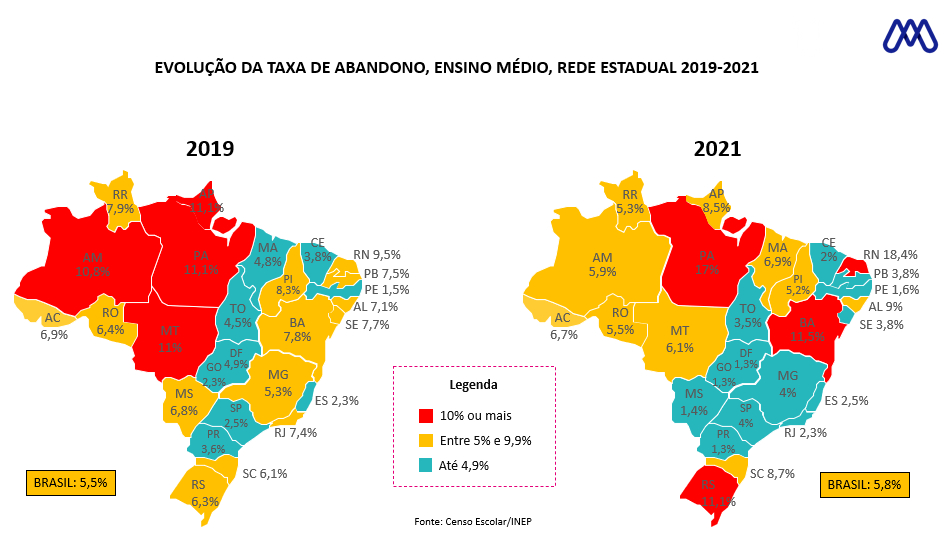 EVOLUÇÃO DA TAXA DE ABANDONO, ENSINO MÉDIO, REDE ESTADUAL 2019-2021
2019
RR
7,9%
AP
AM
PA
11,1%
MA
4,8%
CE
3,8%
RN 9,5%
PB 7,5%
PE 1,5%
AL 7,1%
SE 7,7%
PI
8,3%
AC
6,9%
RO
6,4%
MT
11%
TO
4,5%
BA
7,8%
DF
4,9%
GO
2,3%
MG
5,3%
ES 2,3%
MS
6,8%
SP
2,5%
RJ 7,4%
PR
3,6%
SC 6,1%
RS
6,3%
BRASIL: 5,5%
Legenda
10% ou mais
Entre 5% e 9,9%
Até 4,9%
Fonte: Censo Escolar/INEP
2021
RR
5,3%
AP
8,5%
AM
5,9%
PA
17%
MA
6,9%
CE
2%
RN 18,4%
PB 3,8%
PE 1,6%
AL 9%
SE 3,8%
PI
5,2%
AC
6,7%
RO
5,5%
MT
6,1%
TO
3,5%
BA
11,5%
DF
1,3%
GO
1,3%
MG
4%
ES 2,5%
MS
1,4%
SP
4%
RJ 2,3%
PR
1,3%
SC 8,7%
RS
BRASIL: 5,8%